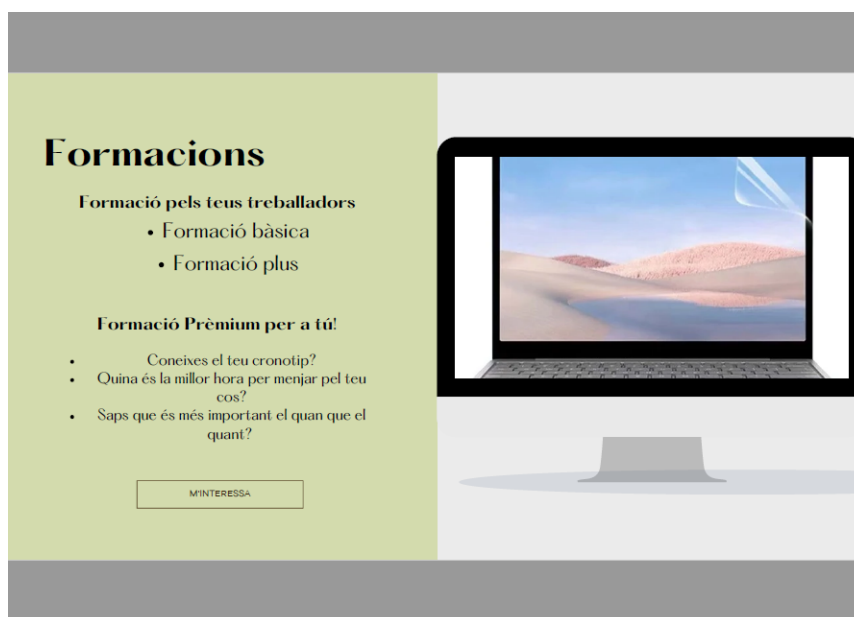 Formacions
Formació pels teus treballadors
• Formació bàsica
• Formació plus
Formació Prèmium per a tú!
• Coneixes el teu cronotip?
• Quina és la millor hora per menjar pel teu
cos?
• Saps que és més important el quan que el
quant?
M'INTERESSA